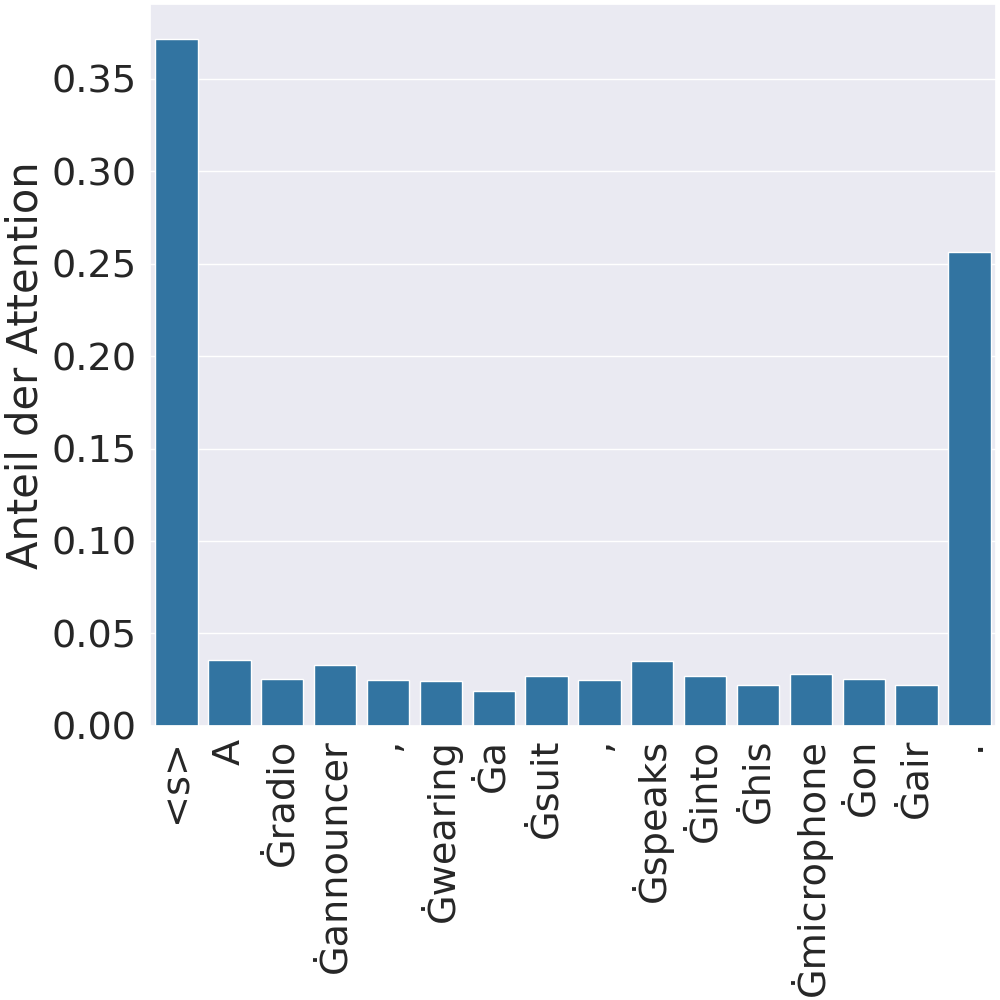 Anteil der Attention
0.35
0.30
0.25
0.20
0.15
0.10
0.05
0.00
<s>
A
Ġradio
Ġannouncer
,
Ġwearing
Ġa
Ġsuit
,
Ġspeaks
Ġinto
Ġhis
Ġmicrophone
Ġon
Ġair
.